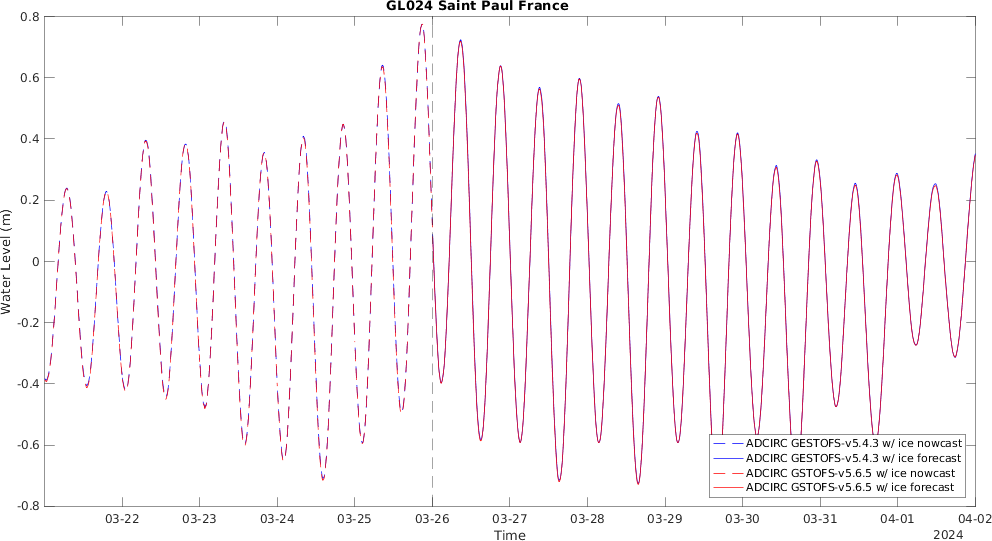 GL024 Saint Paul France
0.8
0.6
0.4
0.2
0
-0.2
-0.4
-0.6
-0.8
Water Level (m)
03-22 03-23 03-24 03-25 03-26 03-27 03-28 03-29 03-30 03-31 04-01 04-02
Time
2024
ADCIRC GESTOFS-v5.4.3 w/ ice nowcast
ADCIRC GESTOFS-v5.4.3 w/ ice forecast
ADCIRC GSTOFS-v5.6.5 w/ ice nowcast
ADCIRC GSTOFS-v5.6.5 w/ ice forecast